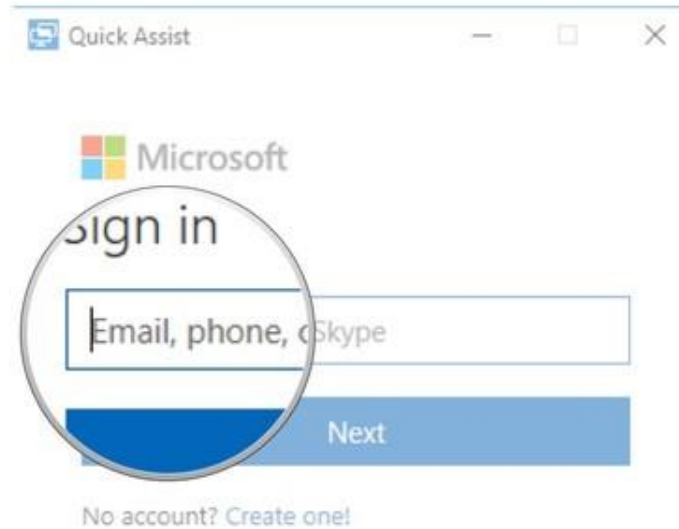 Quick Assist
Microsoft
Sign in
Email, phone, o Skype
Next
No account? Create one!